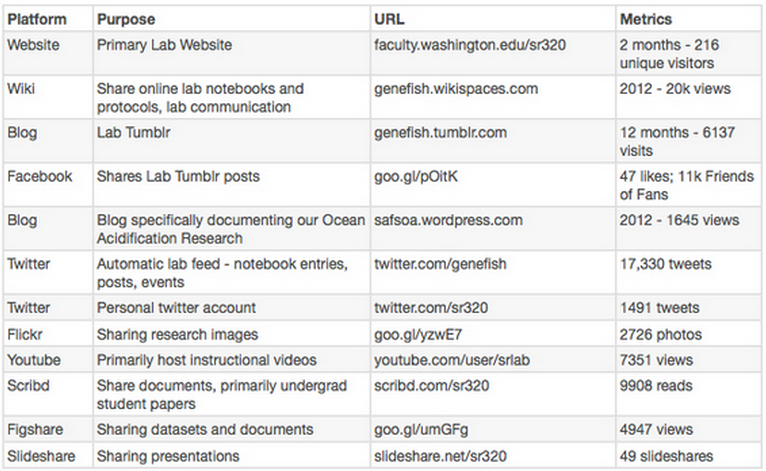 Platform Purpose URL Metrics
Website Primary Lab Website faculty.washington.edu/sr320 2 months - 216
unique visitors
Wiki Share online lab notebooks and genefish.wikispaces.com 2012 - 20k views
protocols, lab communication
Blog Lab Tumblr genefish.tumblr.com 12 months - 6137
visits
Facebook Shares Lab Tumblr posts goo.gl/pOitK 47 likes; 11k Friends
of Fans
Blog Blog specifically documenting our Ocean safsoa.wordpress.com 2012 - 1645 views
Acidification Research
Twitter Automatic lab feed - notebook entries, twitter.com/genefish 17,330 tweets
posts, events
Twitter Personal twitter account twitter.com/sr320 1491 tweets
Flickr Sharing research images goo.gl/yzwE7 2726 photos
Youtube Primarily host instructional videos youtube.com/user/srlab 7351 views
Scribd Share documents, primarily undergrad scribd.com/sr320 9908 reads
student papers
Figshare Sharing datasets and documents goo.gl/umGFg 4947 views
Slideshare Sharing presentations slideshare.net/sr320 49 slideshares